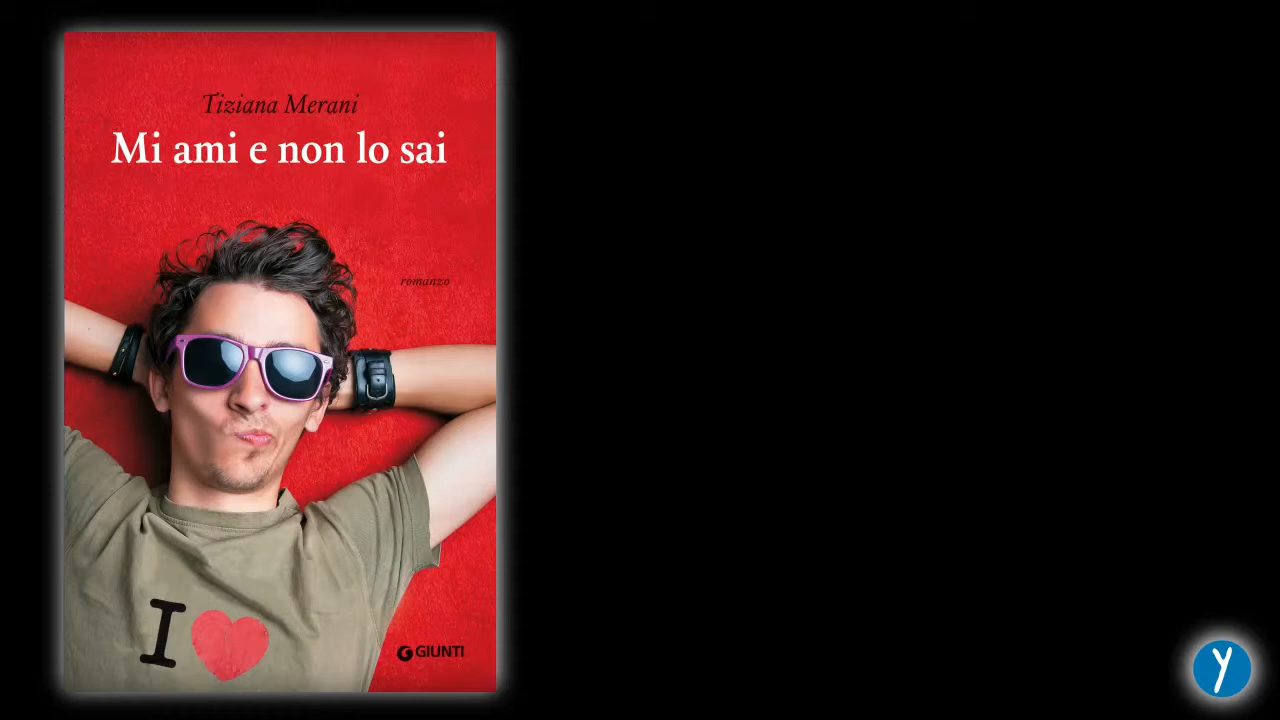 Tiziana Merani
Mi ami e non lo sai
romanzo
I
GIUNTI
y